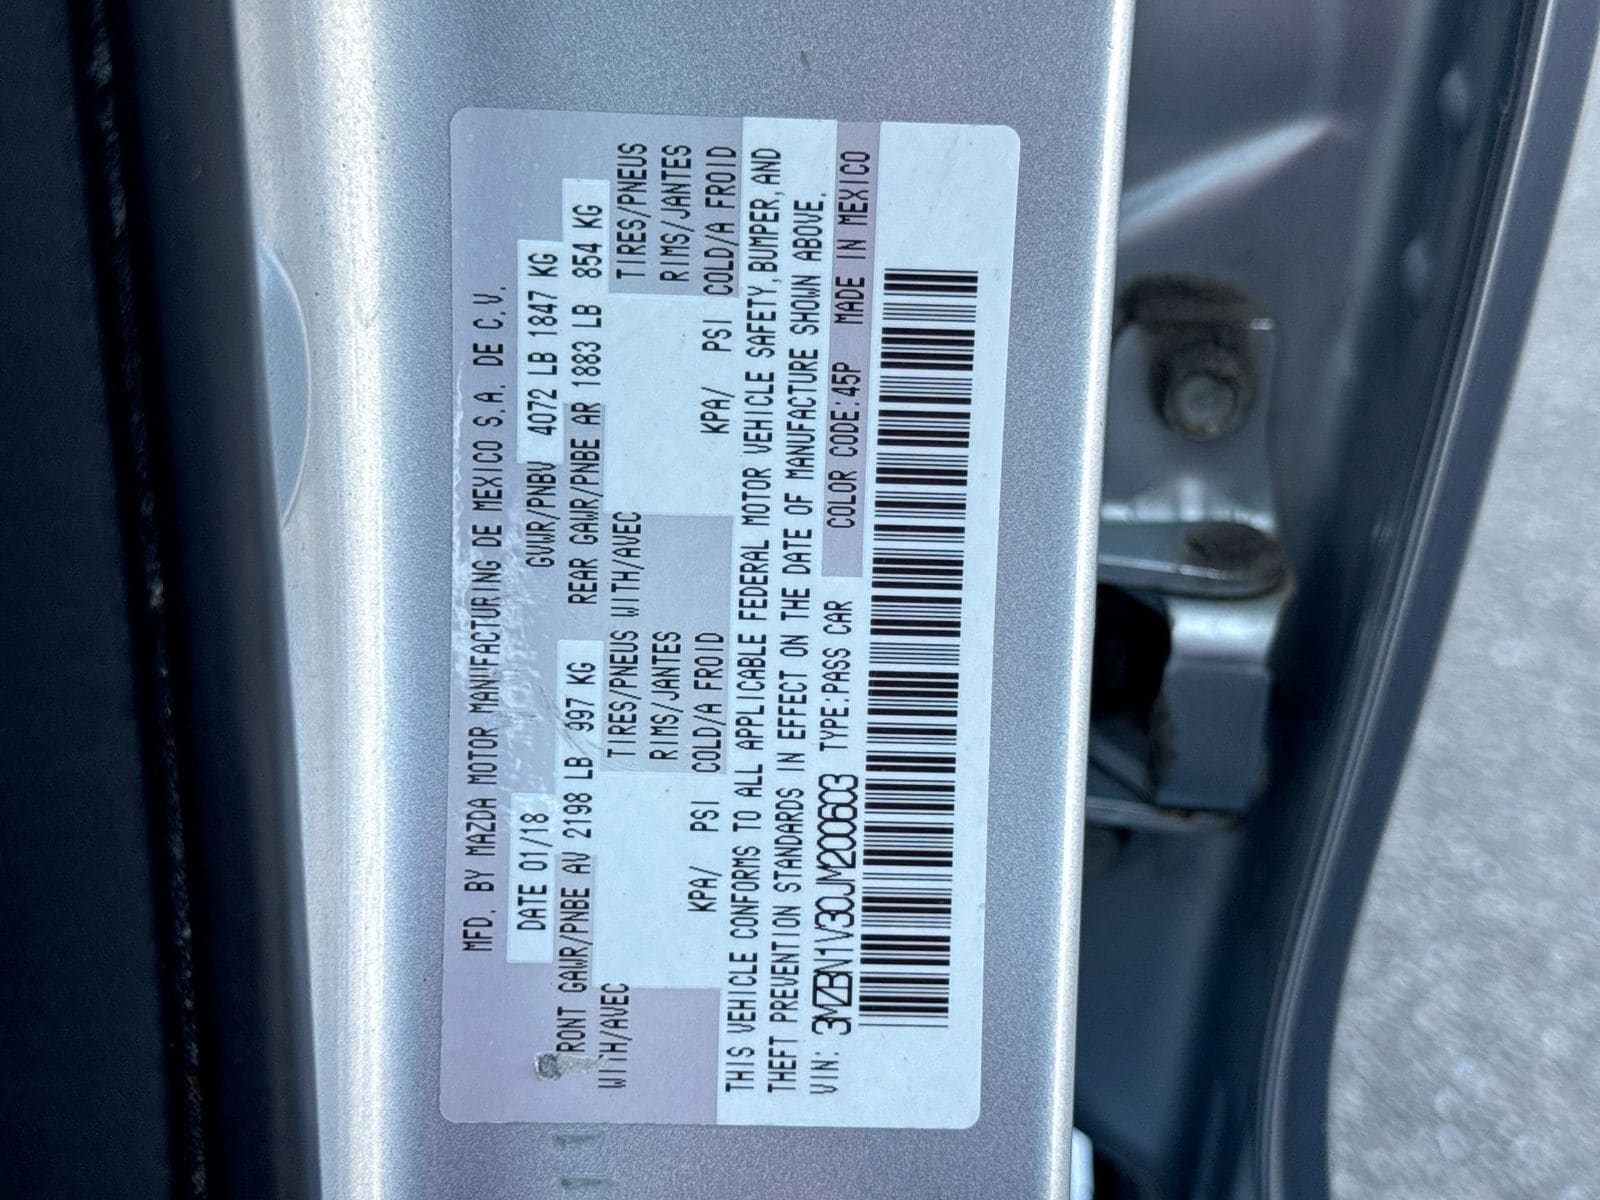 MFD. BY MAZDA MOTOR MANUFACTURING DE MEXICO S.A. DE C.V.
DATE 01/18 GVWR/PNBV 4072 LB 1847 KG
FRONT GAWR/PNBE AV 2198 LB 997 KG REAR GAWR/PNBE AR 1883 LB 854 KG
WITH/AVEC TIRES/PNEUS WITH/AVEC TIRES/PNEUS
RIMS/JANTES RIMS/JANTES
KPA/ PSI COLD/A FROID KPA/ PSI COLD/A FROID
THIS VEHICLE CONFORMS TO ALL APPLICABLE FEDERAL MOTOR VEHICLE SAFETY, BUMPER, AND
THEFT PREVENTION STANDARDS IN EFFECT ON THE DATE OF MANUFACTURE SHOWN ABOVE.
VIN: 3MZBN1V30JM200603 TYPE:PASS CAR COLOR CODE:45P MADE IN MEXICO